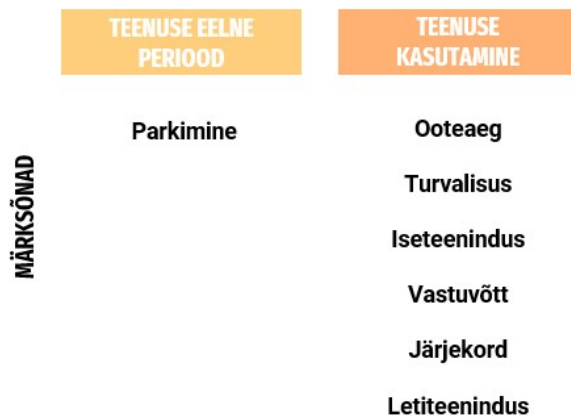 TEENUSE EELNE
PERIOOD
TEENUSE
KASUTAMINE
MÄRKSÕNAD
Parkimine
Ooteaeg
Turvalisus
Iseteenindus
Vastuvõtt
Järjekord
Letiteenindus